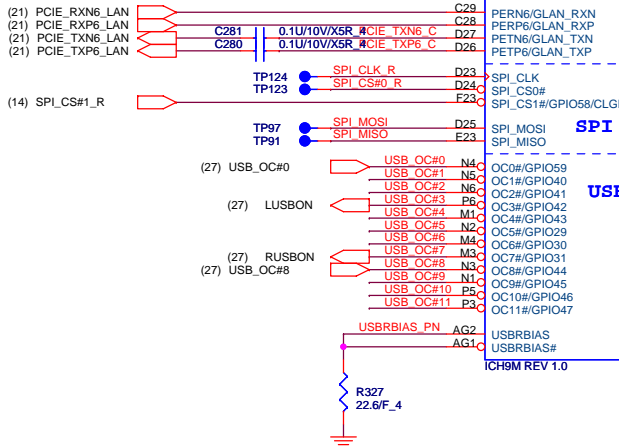 (21) PCIE_RXN6_LAN C29 PERN6/GLAN_RXN
(21) PCIE_RXP6_LAN C28 PERP6/GLAN_RXP
(21) PCIE_TXN6_LAN C281 0.1U/10V/X5R_4 PCIE_TXN6_C D27 PETN6/GLAN_TXN
(21) PCIE_TXP6_LAN C280 0.1U/10V/X5R_4 PCIE_TXP6_C D26 PETP6/GLAN_TXP
TP124 SPI_CLK_R D23 SPI_CLK
TP123 SPI_CS#0_R D24 SPI_CS0#
(14) SPI_CS#1_R F23 SPI_CS1#/GPIO58/CLG
TP97 SPI_MOSI D25 SPI_MOSI SPI
TP91 SPI_MISO E23 SPI_MISO
(27) USB_OC#0 USB_OC#0 N4 OC0#/GPIO59
USB_OC#1 N5 OC1#/GPIO40
USB_OC#2 N6 OC2#/GPIO41 USB
(27) LUSBON USB_OC#3 P6 OC3#/GPIO42
USB_OC#4 M1 OC4#/GPIO43
USB_OC#5 N2 OC5#/GPIO29
USB_OC#6 M4 OC6#/GPIO30
(27) RUSBON USB_OC#7 M3 OC7#/GPIO31
(27) USB_OC#8 USB_OC#8 N3 OC8#/GPIO44
USB_OC#9 N1 OC9#/GPIO45
USB_OC#10 P5 OC10#/GPIO46
USB_OC#11 P3 OC11#/GPIO47
USBRBIAS_PN AG2 USBRBIAS
AG1 USBRBIAS#
ICH9M REV 1.0
R327
22.6/F_4